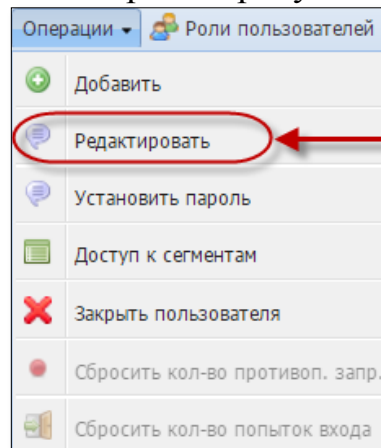 Операции Роли пользователей
Добавить
Редактировать
Установить пароль
Доступ к сегментам
Закрыть пользователя
Сбросить кол-во противоп. запр.
Сбросить кол-во попыток входа